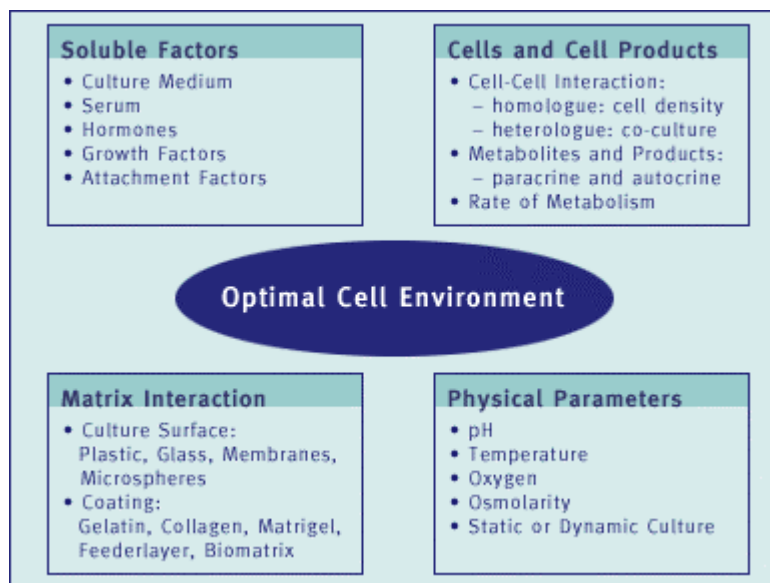 Soluble Factors
• Culture Medium
• Serum
• Hormones
• Growth Factors
• Attachment Factors
Cells and Cell Products
• Cell-Cell Interaction:
– homologue: cell density
– heterologue: co-culture
• Metabolites and Products:
– paracrine and autocrine
• Rate of Metabolism
Optimal Cell Environment
Matrix Interaction
• Culture Surface:
Plastic, Glass, Membranes,
Microspheres
• Coating:
Gelatin, Collagen, Matrigel,
Feederlayer, Biomatrix
Physical Parameters
• pH
• Temperature
• Oxygen
• Osmolarity
• Static or Dynamic Culture